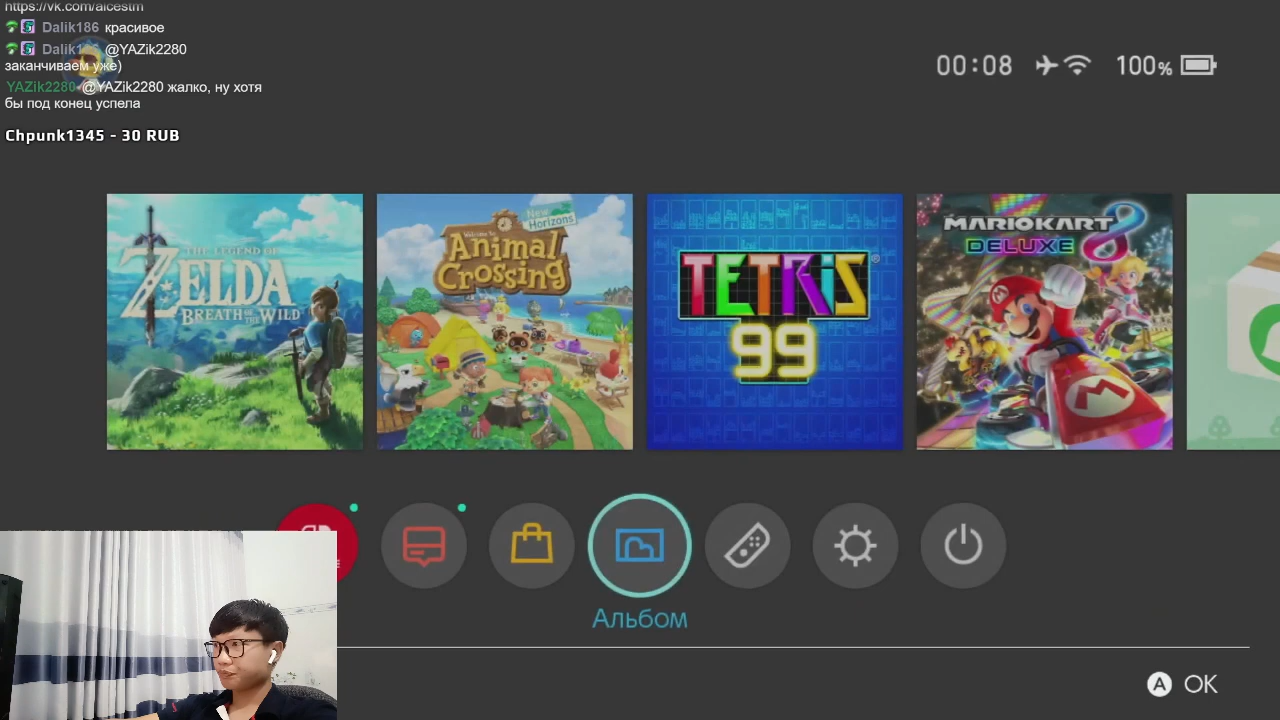 https://vk.com/alcestm
Dalik186 красивое
@YAZik2280
заканчиваем уже)
YAZik2280 @YAZik2280 жалко, ну хотя
бы под конец успела
Chpunk1345 - 30 RUB
00:08 100%
THE LEGEND OF
ZELDA
BREATH OF THE WILD
New
Horizons
Animal
Crossing
TETRIS®
99
MARIOKART 8
DELUXE
M
Альбом
A OK